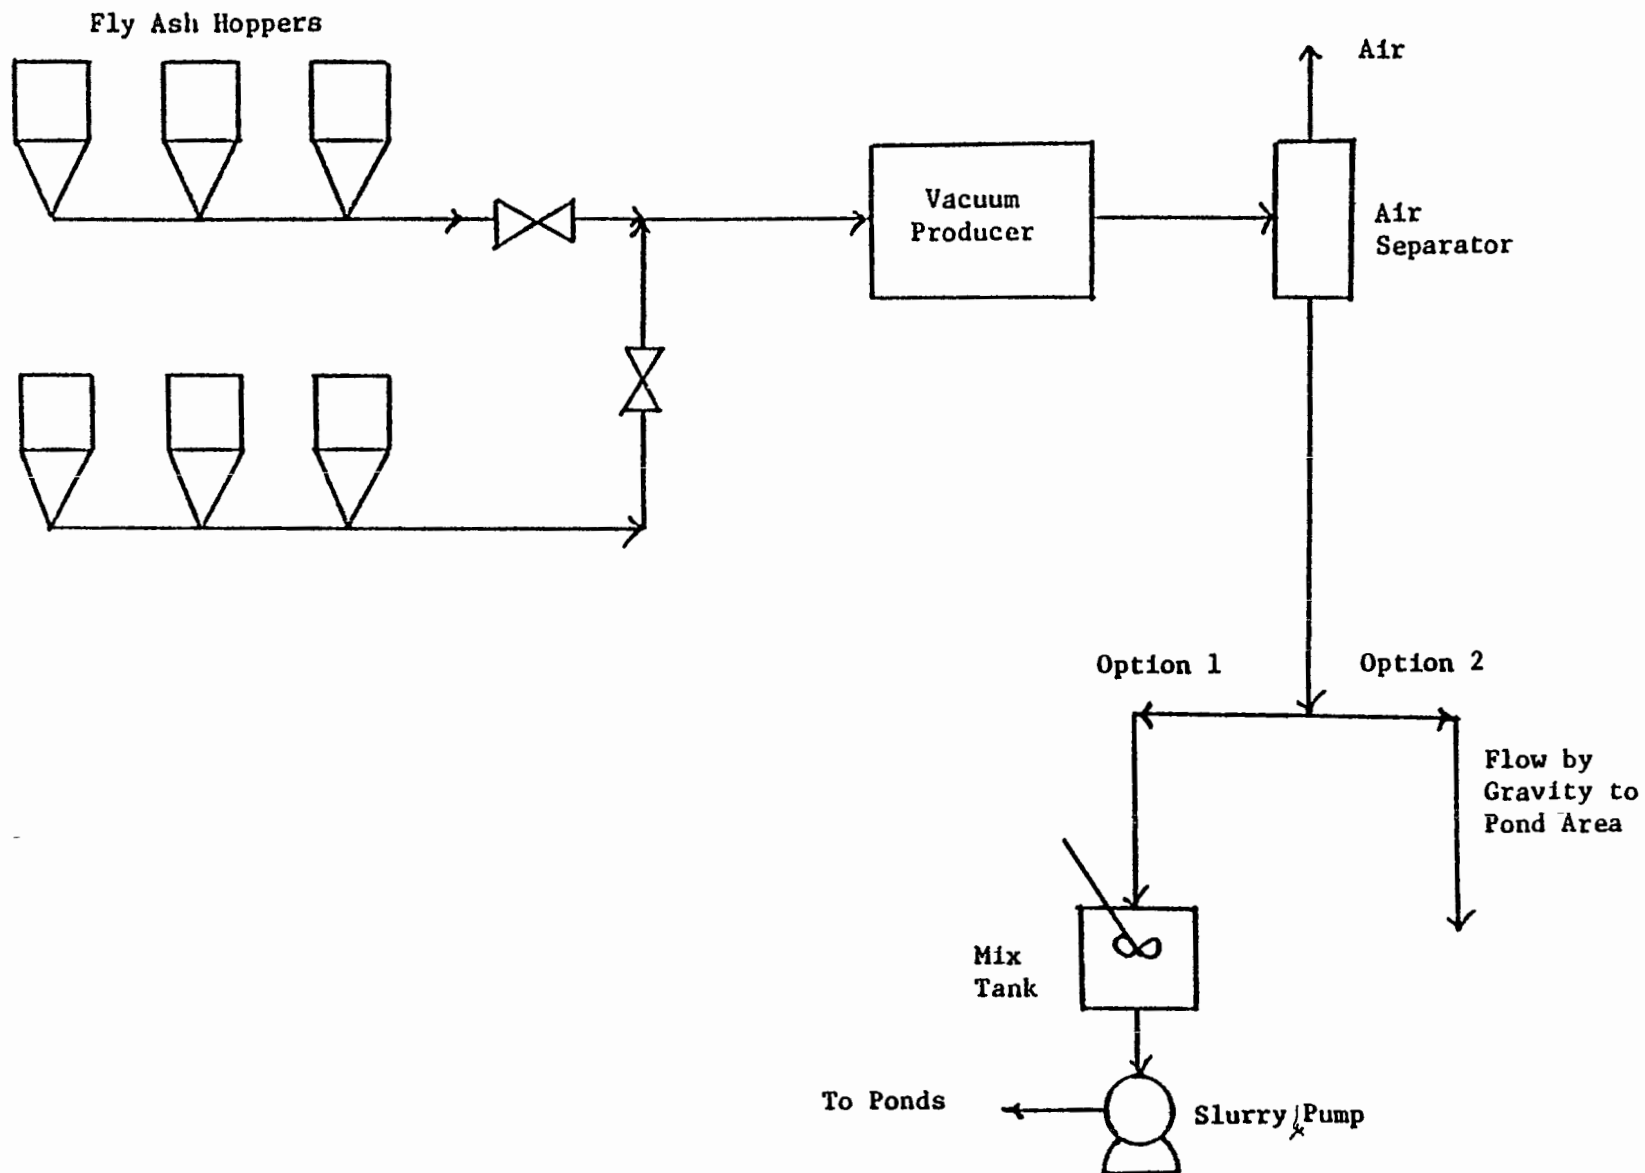 Fly Ash Hoppers
Air
Vacuum
Producer
Air
Separator
Option 1
Option 2
Flow by
Gravity to
Pond Area
Mix
Tank
To Ponds
Slurry Pump